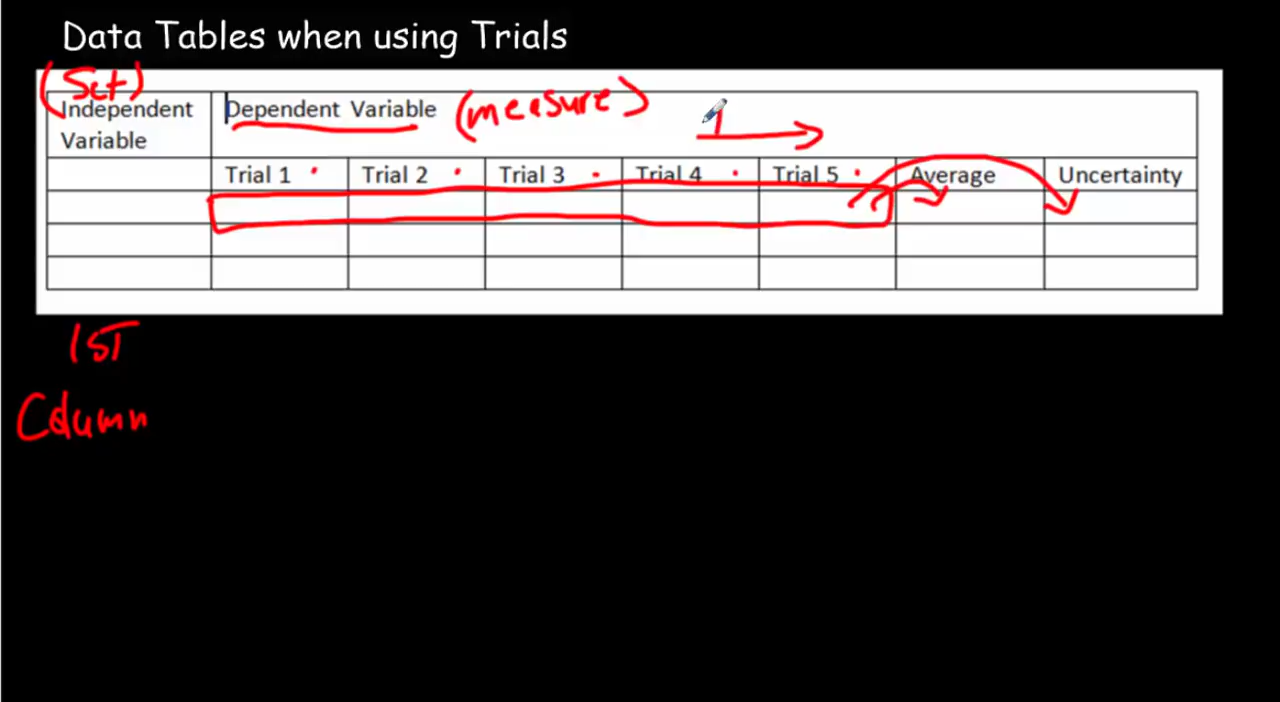 Data Tables when using Trials
(Set)
Independent Variable
Dependent Variable (measure)
1
Trial 1 Trial 2 Trial 3 Trial 4 Trial 5 Average Uncertainty
1ST
Column